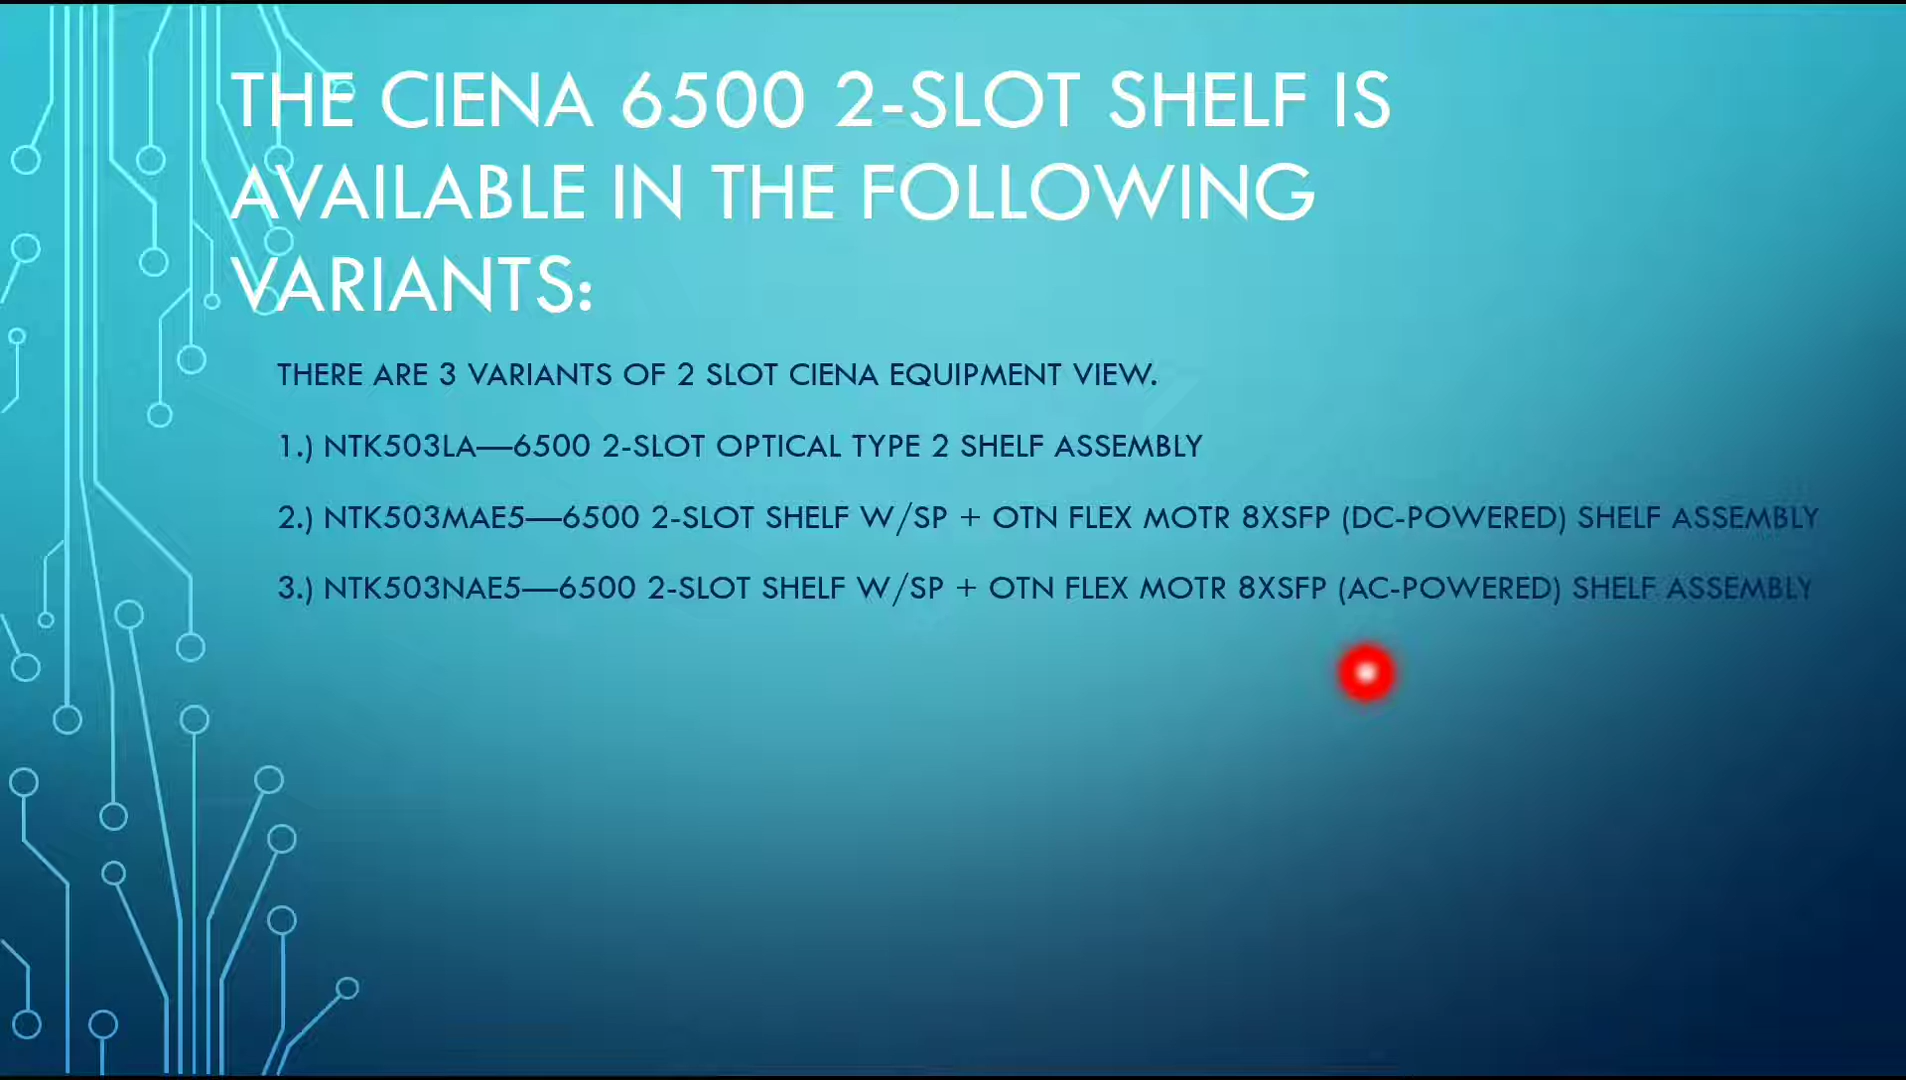 THE CIENA 6500 2-SLOT SHELF IS
AVAILABLE IN THE FOLLOWING
VARIANTS:
THERE ARE 3 VARIANTS OF 2 SLOT CIENA EQUIPMENT VIEW.
1.) NTK503LA—6500 2-SLOT OPTICAL TYPE 2 SHELF ASSEMBLY
2.) NTK503MAE5—6500 2-SLOT SHELF W/SP + OTN FLEX MOTR 8XSFP (DC-POWERED) SHELF ASSEMBLY
3.) NTK503NAE5—6500 2-SLOT SHELF W/SP + OTN FLEX MOTR 8XSFP (AC-POWERED) SHELF ASSEMBLY